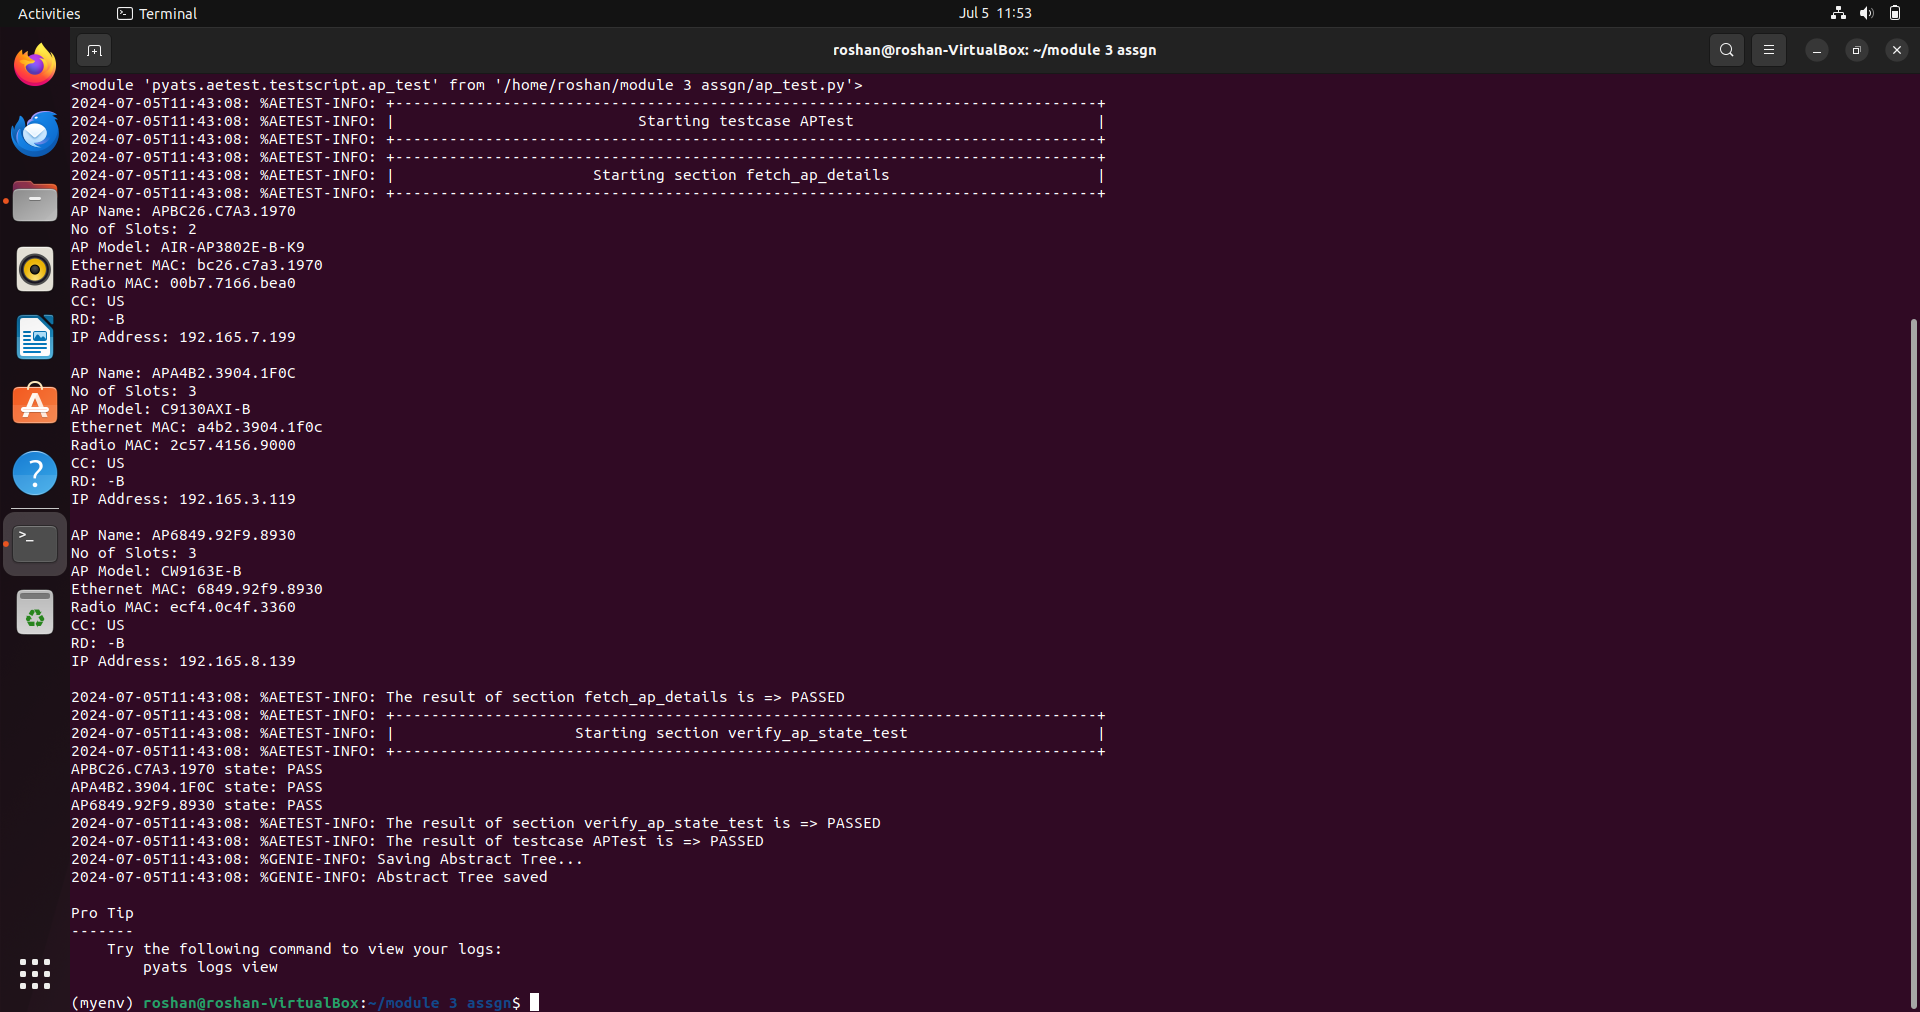 Activities
Terminal
Jul 5 11:53
roshan@roshan-VirtualBox: ~/module 3 assgn
<module 'pyats.aetest.testscript.ap_test' from '/home/roshan/module 3 assgn/ap_test.py'>
2024-07-05T11:43:08: %AETEST-INFO: +------------------------------------------------------------------------------+
2024-07-05T11:43:08: %AETEST-INFO: |                           Starting testcase APTest                           |
2024-07-05T11:43:08: %AETEST-INFO: +------------------------------------------------------------------------------+
2024-07-05T11:43:08: %AETEST-INFO: +------------------------------------------------------------------------------+
2024-07-05T11:43:08: %AETEST-INFO: |                      Starting section fetch_ap_details                       |
2024-07-05T11:43:08: %AETEST-INFO: +------------------------------------------------------------------------------+
AP Name: APBC26.C7A3.1970
No of Slots: 2
AP Model: AIR-AP3802E-B-K9
Ethernet MAC: bc26.c7a3.1970
Radio MAC: 00b7.7166.bea0
CC: US
RD: -B
IP Address: 192.165.7.199
AP Name: APA4B2.3904.1F0C
No of Slots: 3
AP Model: C9130AXI-B
Ethernet MAC: a4b2.3904.1f0c
Radio MAC: 2c57.4156.9000
CC: US
RD: -B
IP Address: 192.165.3.119
AP Name: AP6849.92F9.8930
No of Slots: 3
AP Model: CW9163E-B
Ethernet MAC: 6849.92f9.8930
Radio MAC: ecf4.0c4f.3360
CC: US
RD: -B
IP Address: 192.165.8.139
2024-07-05T11:43:08: %AETEST-INFO: The result of section fetch_ap_details is => PASSED
2024-07-05T11:43:08: %AETEST-INFO: +------------------------------------------------------------------------------+
2024-07-05T11:43:08: %AETEST-INFO: |                    Starting section verify_ap_state_test                     |
2024-07-05T11:43:08: %AETEST-INFO: +------------------------------------------------------------------------------+
APBC26.C7A3.1970 state: PASS
APA4B2.3904.1F0C state: PASS
AP6849.92F9.8930 state: PASS
2024-07-05T11:43:08: %AETEST-INFO: The result of section verify_ap_state_test is => PASSED
2024-07-05T11:43:08: %AETEST-INFO: The result of testcase APTest is => PASSED
2024-07-05T11:43:08: %GENIE-INFO: Saving Abstract Tree...
2024-07-05T11:43:08: %GENIE-INFO: Abstract Tree saved
Pro Tip
-------
    Try the following command to view your logs:
        pyats logs view
(myenv) roshan@roshan-VirtualBox:~/module 3 assgn$